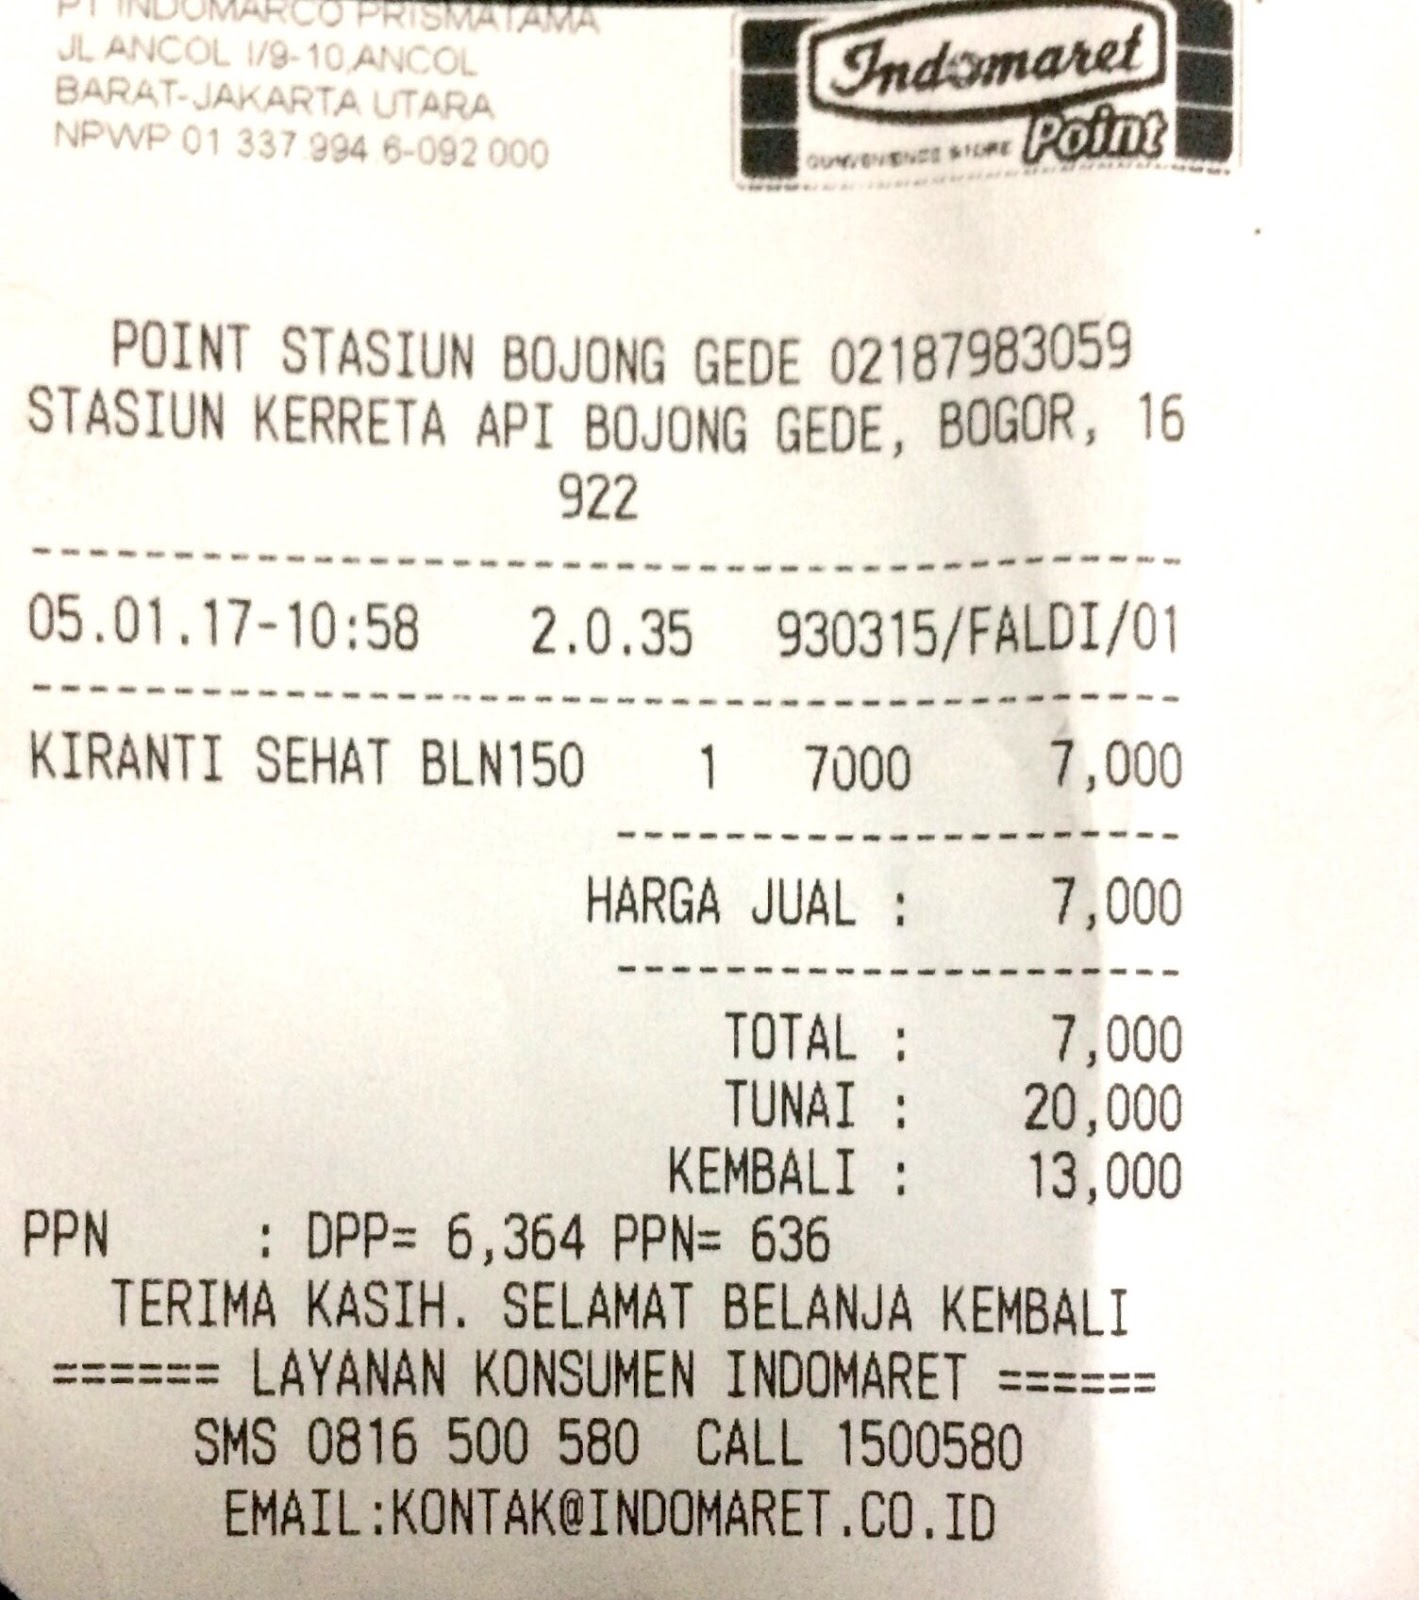 PT INDOMARCO PRISMATAMA
JL ANCOL I/9-10,ANCOL
BARAT-JAKARTA UTARA
NPWP 01 337 994 6-092 000
Indomaret
Point
CONVENIENCE STORE
POINT STASIUN BOJONG GEDE 02187983059
STASIUN KERRETA API BOJONG GEDE, BOGOR, 16
922
05.01.17-10:58 2.0.35 930315/FALDI/01
KIRANTI SEHAT BLN150 1 7000 7,000
HARGA JUAL : 7,000
TOTAL : 7,000
TUNAI : 20,000
KEMBALI : 13,000
PPN : DPP= 6,364 PPN= 636
TERIMA KASIH. SELAMAT BELANJA KEMBALI
====== LAYANAN KONSUMEN INDOMARET ======
SMS 0816 500 580 CALL 1500580
EMAIL:KONTAK@INDOMARET.CO.ID